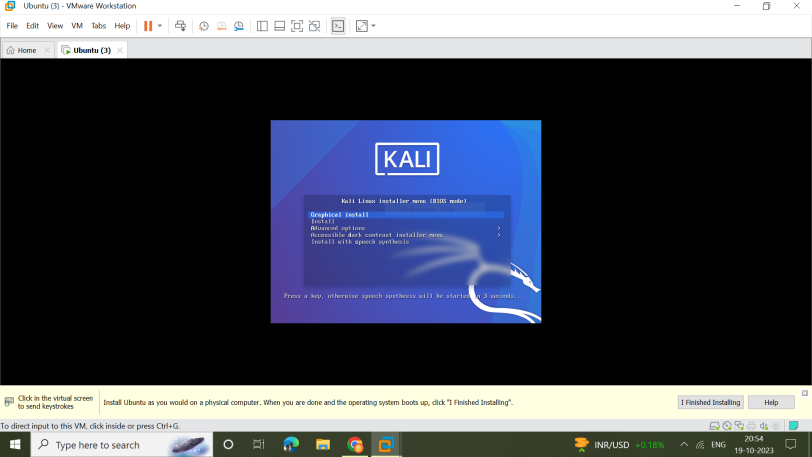 Ubuntu (3) - VMware Workstation
File Edit View VM Tabs Help
Home Ubuntu (3)
KALI
Kali Linux installer menu (BIOS mode)
Graphical install
Install
Advanced options >
Accessible dark contrast installer menu >
Install with speech synthesis
Press a key, otherwise speech synthesis will be started in 3 seconds...
Click in the virtual screen
to send keystrokes
Install Ubuntu as you would on a physical computer. When you are done and the operating system boots up, click "I Finished Installing".
I Finished Installing
Help
To direct input to this VM, click inside or press Ctrl+G.
Type here to search
INR/USD +0.18%
ENG
20:54
19-10-2023